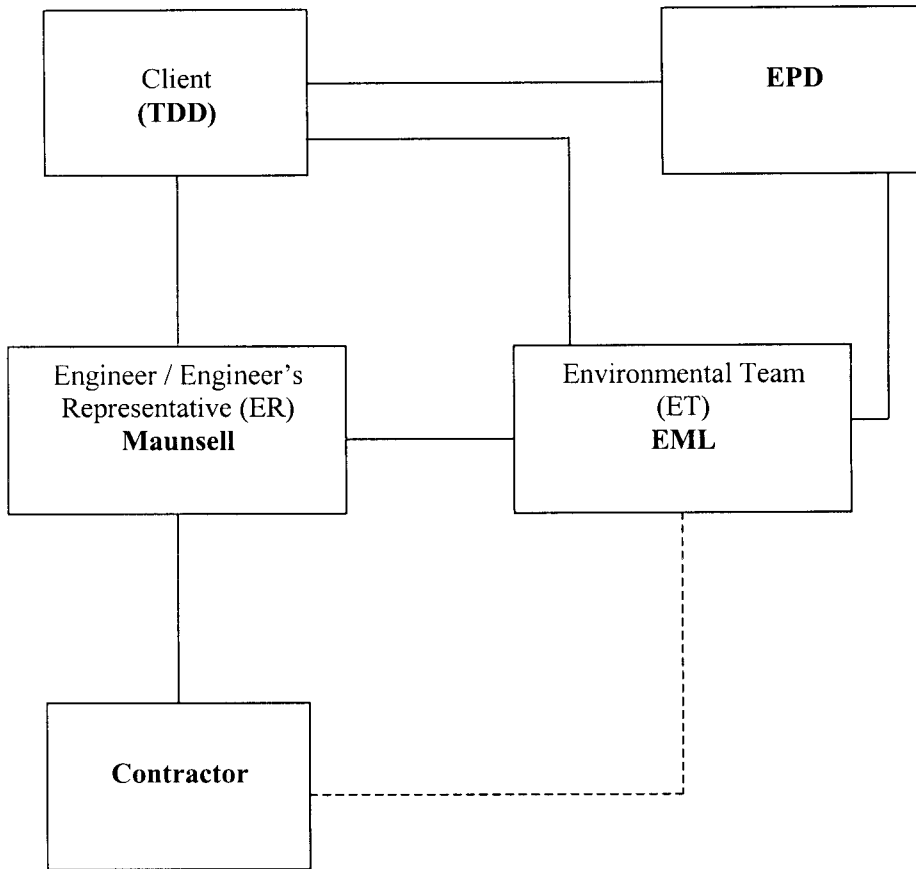 Client
(TDD)
EPD
Engineer / Engineer's
Representative (ER)
Maunsell
Environmental Team
(ET)
EML
Contractor